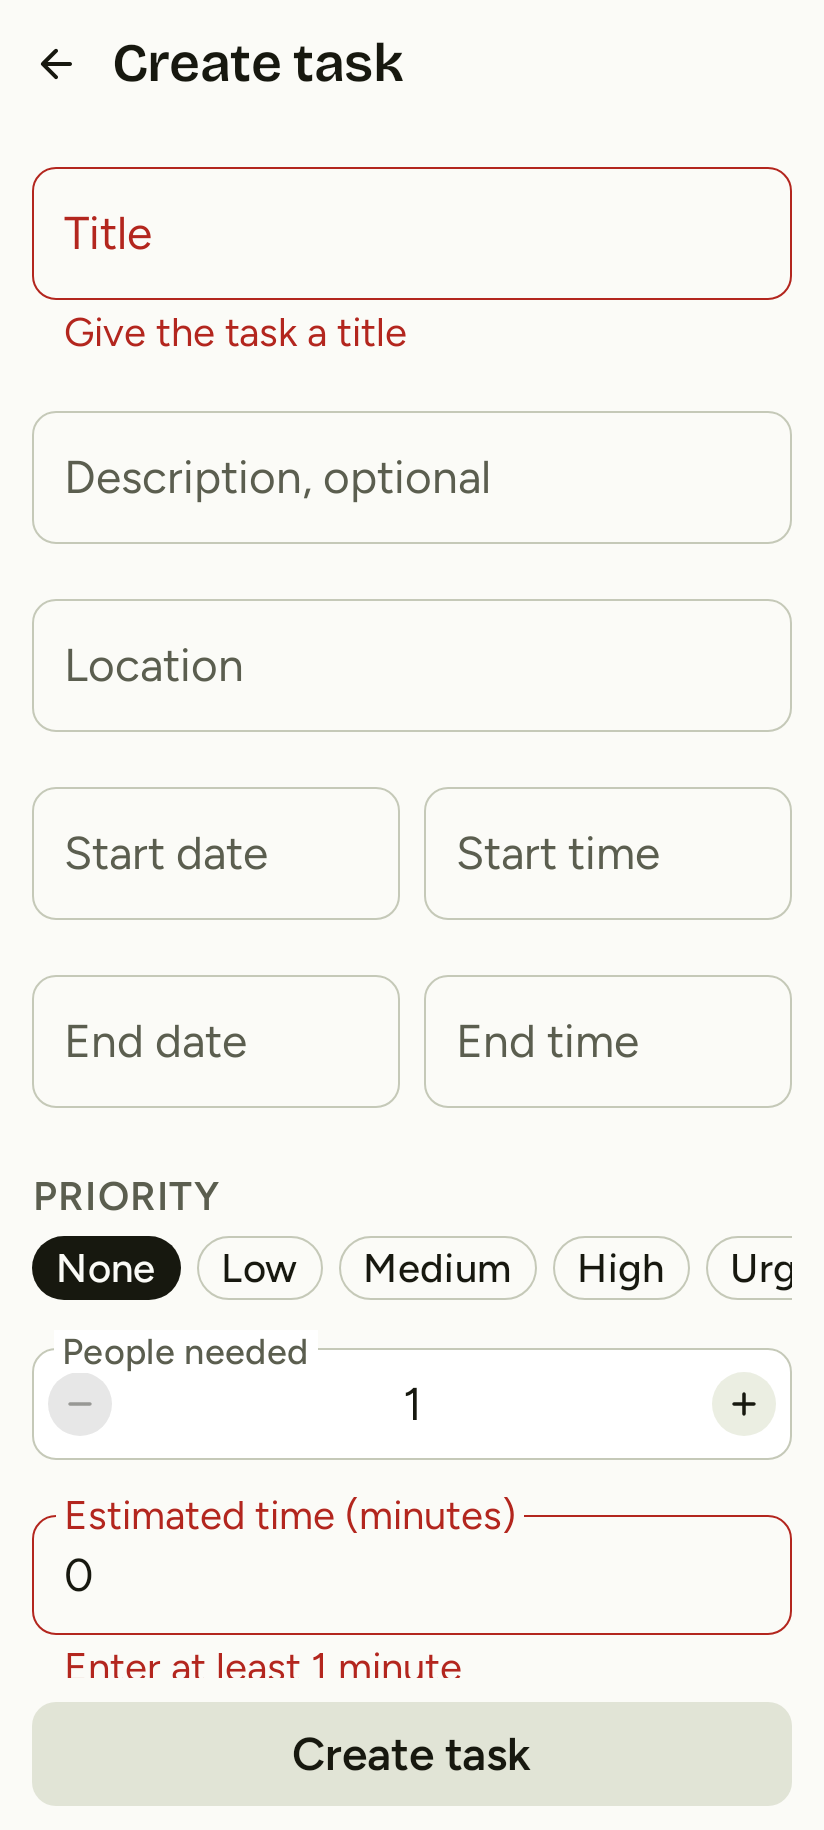 Create task
Title
Give the task a title
Description, optional
Location
Start date
Start time
End date
End time
PRIORITY
None
Low
Medium
High
Urg
People needed
1
Estimated time (minutes)
0
Enter at least 1 minute
Create task